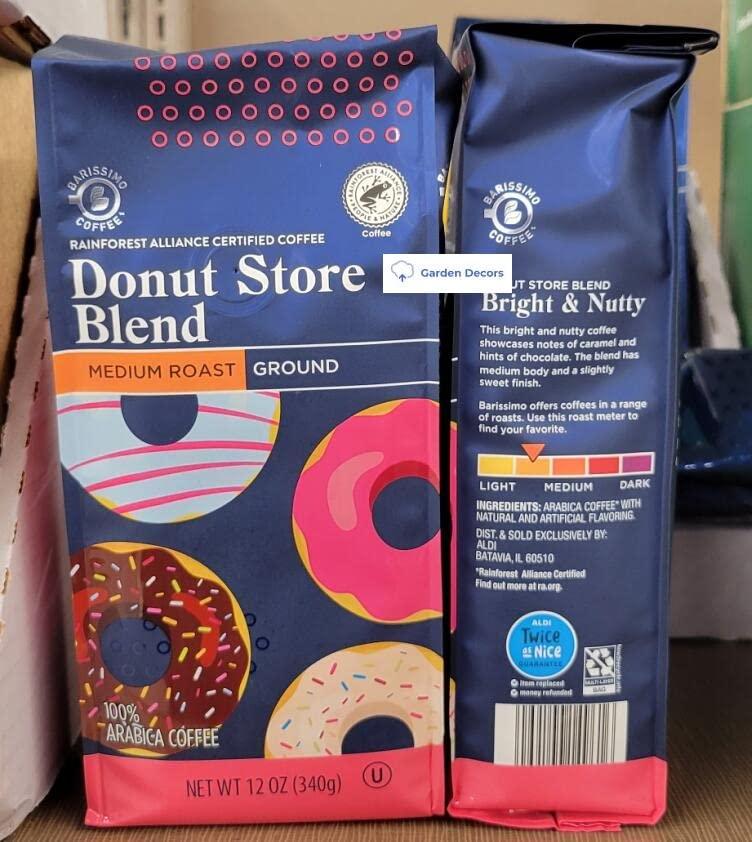 BARISSIMO
COFFEE
RAINFOREST ALLIANCE
PEOPLE & NATURE
Coffee
RAINFOREST ALLIANCE CERTIFIED COFFEE
Donut Store
Blend
MEDIUM ROAST GROUND
100%
ARABICA COFFEE
NET WT 12 OZ (340g)
U
Garden Decors
BARISSIMO
COFFEE
UT STORE BLEND
Bright & Nutty
This bright and nutty coffee
showcases notes of caramel and
hints of chocolate. The blend has
medium body and a slightly
sweet finish.
Barissimo offers coffees in a range
of roasts. Use this roast meter to
find your favorite.
LIGHT MEDIUM DARK
INGREDIENTS: ARABICA COFFEE* WITH
NATURAL AND ARTIFICIAL FLAVORING.
DIST. & SOLD EXCLUSIVELY BY:
ALDI
BATAVIA, IL 60510
*Rainforest Alliance Certified
Find out more at ra.org.
ALDI
Twice
as Nice
GUARANTEE
Item replaced
money refunded
MULTI-LAYER
BAG